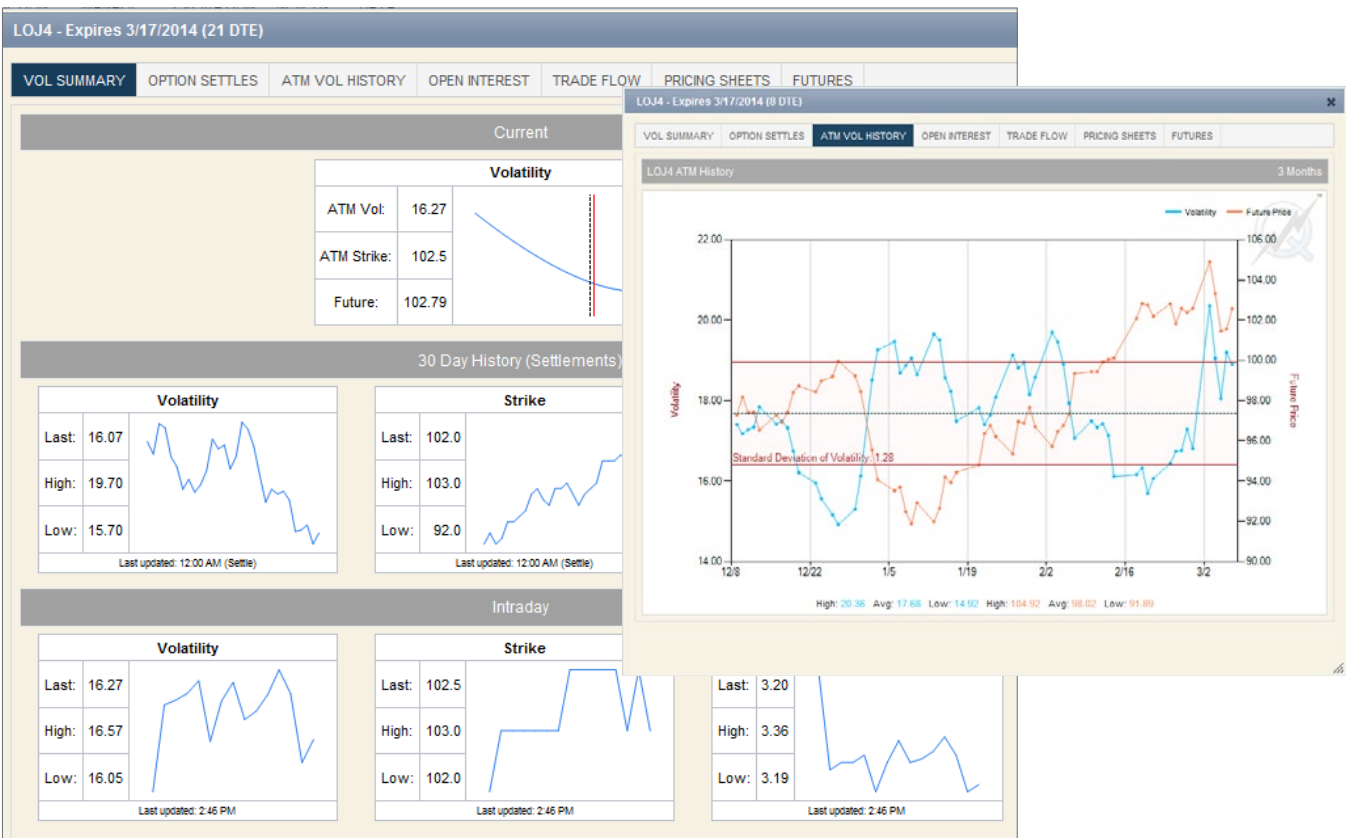 LOJ4 - Expires 3/17/2014 (21 DTE)
VOL SUMMARY OPTION SETTLES ATM VOL HISTORY OPEN INTEREST TRADE FLOW PRICING SHEETS FUTURES
Current
Volatility
ATM Vol: 16.27
ATM Strike: 102.5
Future: 102.79
30 Day History (Settlements)
Volatility
Last: 16.07
High: 19.70
Low: 15.70
Last updated: 12:00 AM (Settle)
Strike
Last: 102.0
High: 103.0
Low: 92.0
Last updated: 12:00 AM (Settle)
Intraday
Volatility
Last: 16.27
High: 16.57
Low: 16.05
Last updated: 2:46 PM
Strike
Last: 102.5
High: 103.0
Low: 102.0
Last updated: 2:46 PM
Last: 3.20
High: 3.36
Low: 3.19
Last updated: 2:46 PM
LOJ4 - Expires 3/17/2014 (8 DTE)
VOL SUMMARY OPTION SETTLES ATM VOL HISTORY OPEN INTEREST TRADE FLOW PRICING SHEETS FUTURES
LOJ4 ATM History 3 Months
Volatility Future Price
22.00 106.00
104.00
20.00 102.00
100.00
18.00 98.00
96.00
16.00 94.00
92.00
14.00 90.00
Volatility
Future Price
Standard Deviation of Volatility: 1.28
12/8 12/22 1/5 1/19 2/2 2/16 3/2
High: 20.36 Avg: 17.68 Low: 14.92 High: 104.92 Avg: 98.02 Low: 91.89